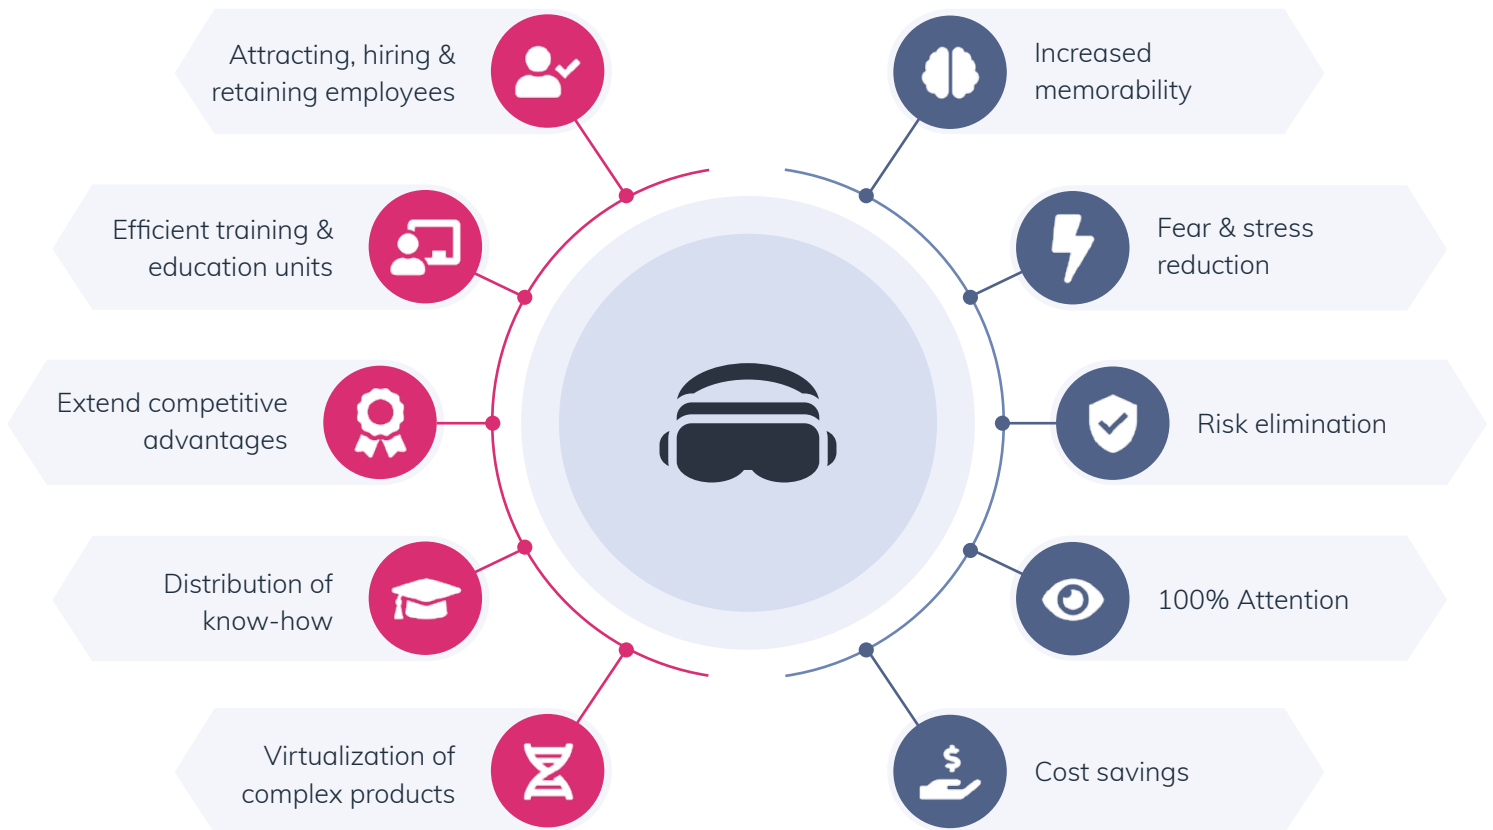 Attracting, hiring &
retaining employees
Efficient training &
education units
Extend competitive
advantages
Distribution of
know-how
Virtualization of
complex products
Increased
memorability
Fear & stress
reduction
Risk elimination
100% Attention
$
Cost savings